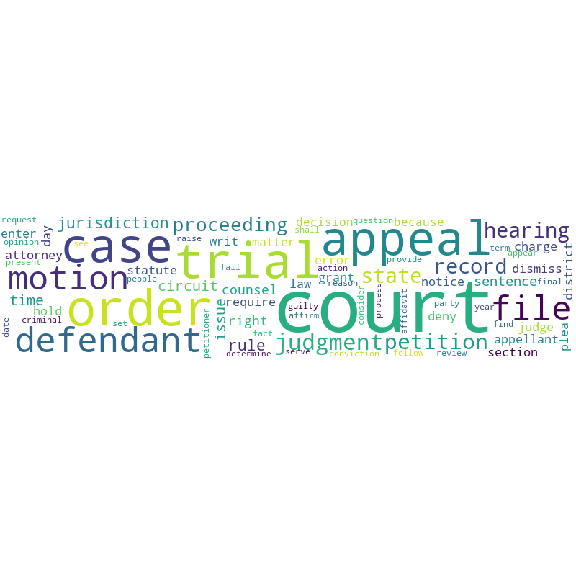 request
jurisdiction
proceeding
decision
question
because
enter
shall
hearing
opinion
day
case
see
trial
raise
writ
matter
appeal
term
charge
appear
attorney
present
statute
people
hall
error
provide
record
dismiss
district
criminal
motion
circuit
grant
action
reason
state
notice
sentence
final
time
order
issue
counsel
law
consider
process
affidavit
year
file
hold
require
court
deny
party
find
judge
plea
date
set
petitioner
right
guilty
affirm
defendant
rule
fact
judgment
petition
appellant
determine
serve
conviction
follow
review
section